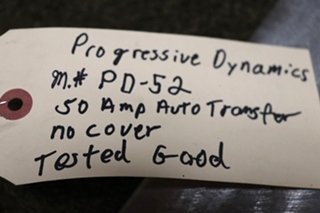 Progressive Dynamics
M.# PD-52
50 Amp Auto Transfer
no cover
Tested Good